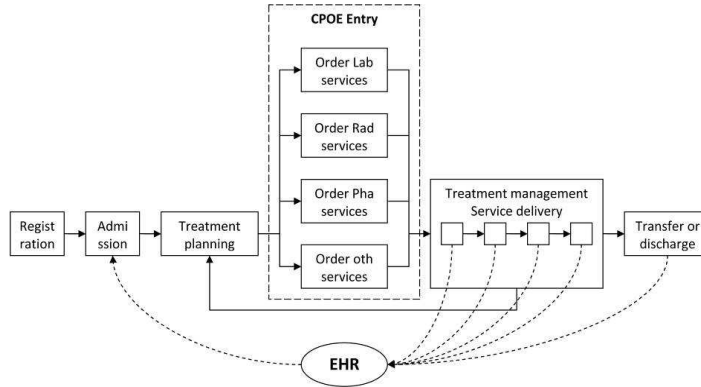 CPOE Entry
Order Lab
services
Order Rad
services
Order Pha
services
Order oth
services
Regist
ration
Admi
ssion
Treatment
planning
Treatment management
Service delivery
Transfer or
discharge
EHR